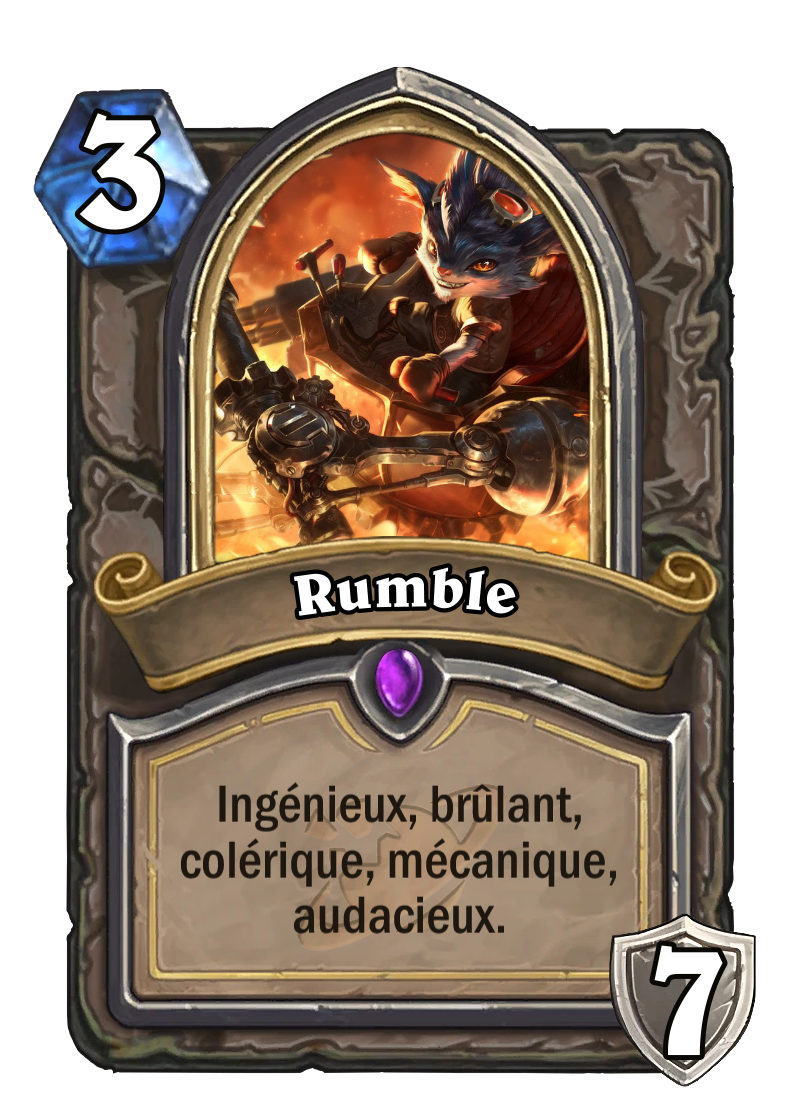 3
Rumble
Ingénieux, brûlant,
colérique, mécanique,
audacieux.
7